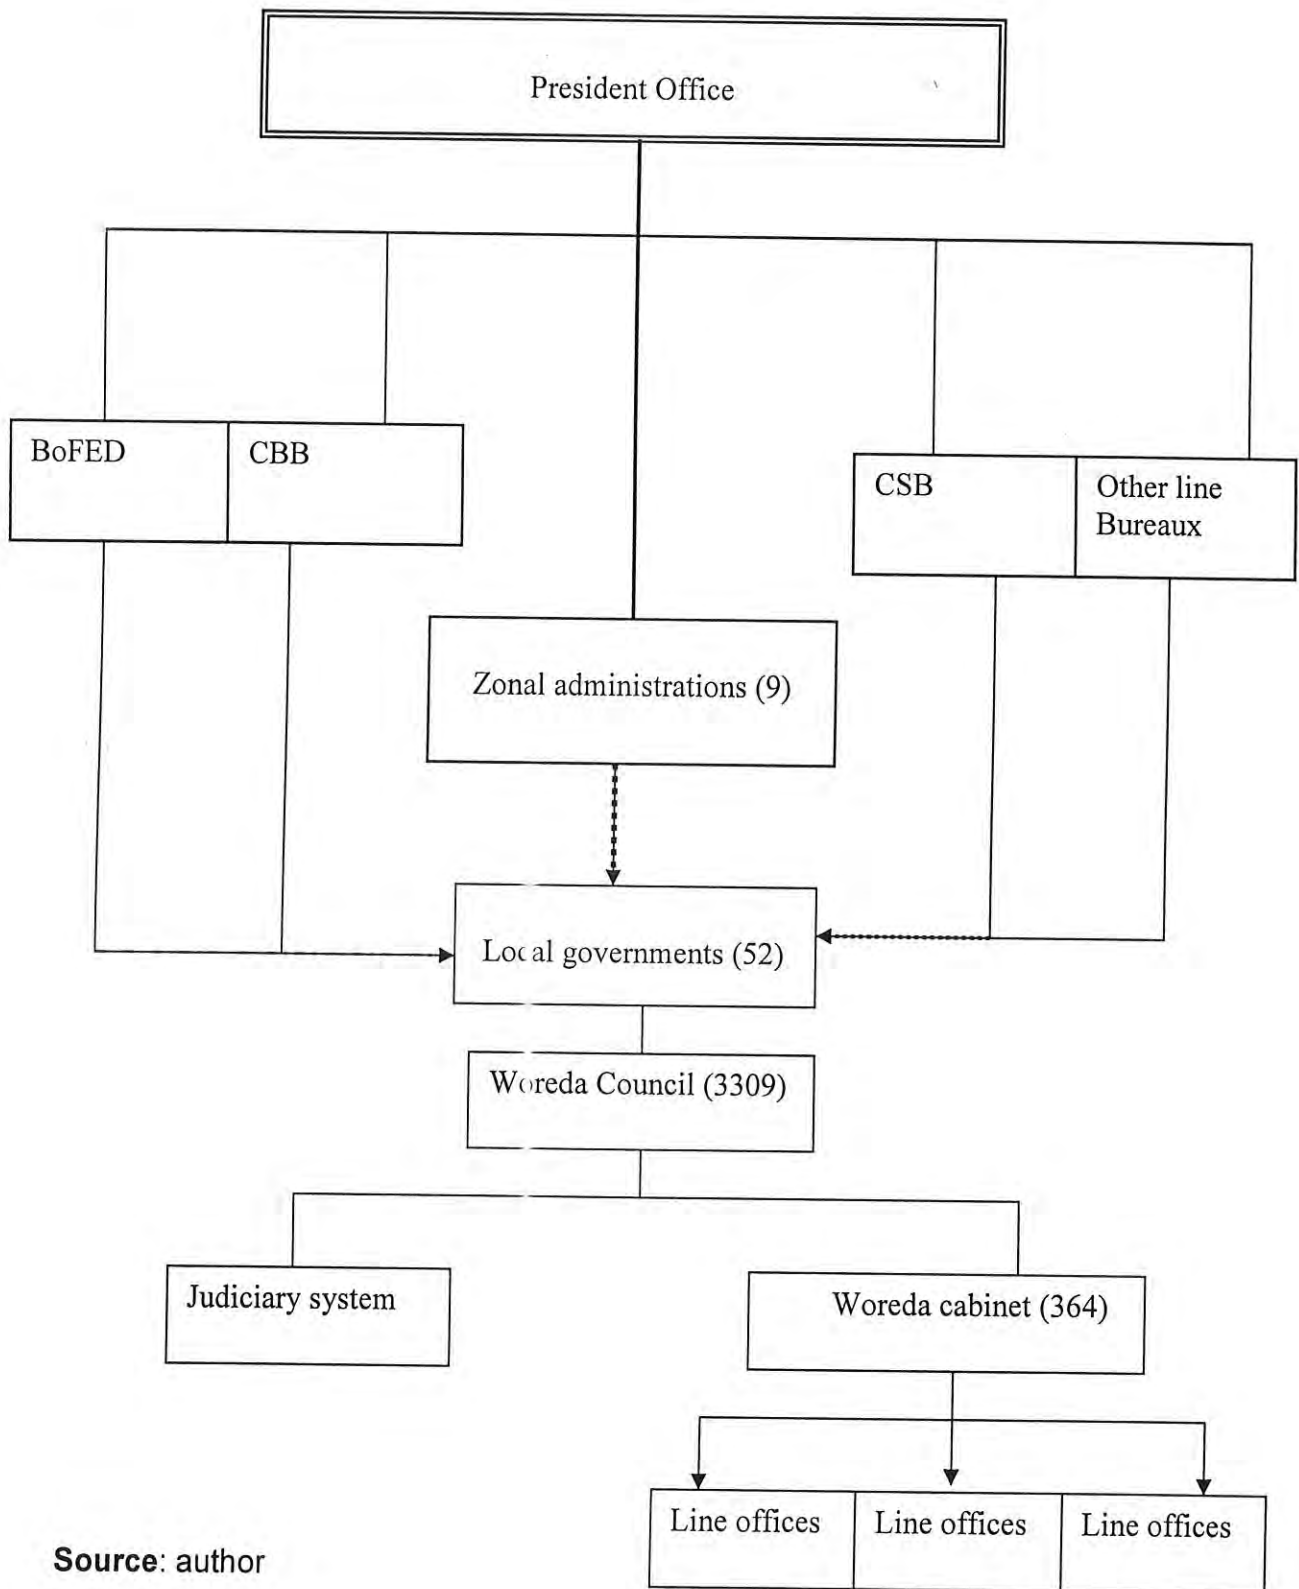 President Office
BoFED
CBB
CSB
Other line
Bureaux
Zonal administrations (9)
Local governments (52)
Woreda Council (3309)
Judiciary system
Woreda cabinet (364)
Line offices
Line offices
Line offices
Source: author